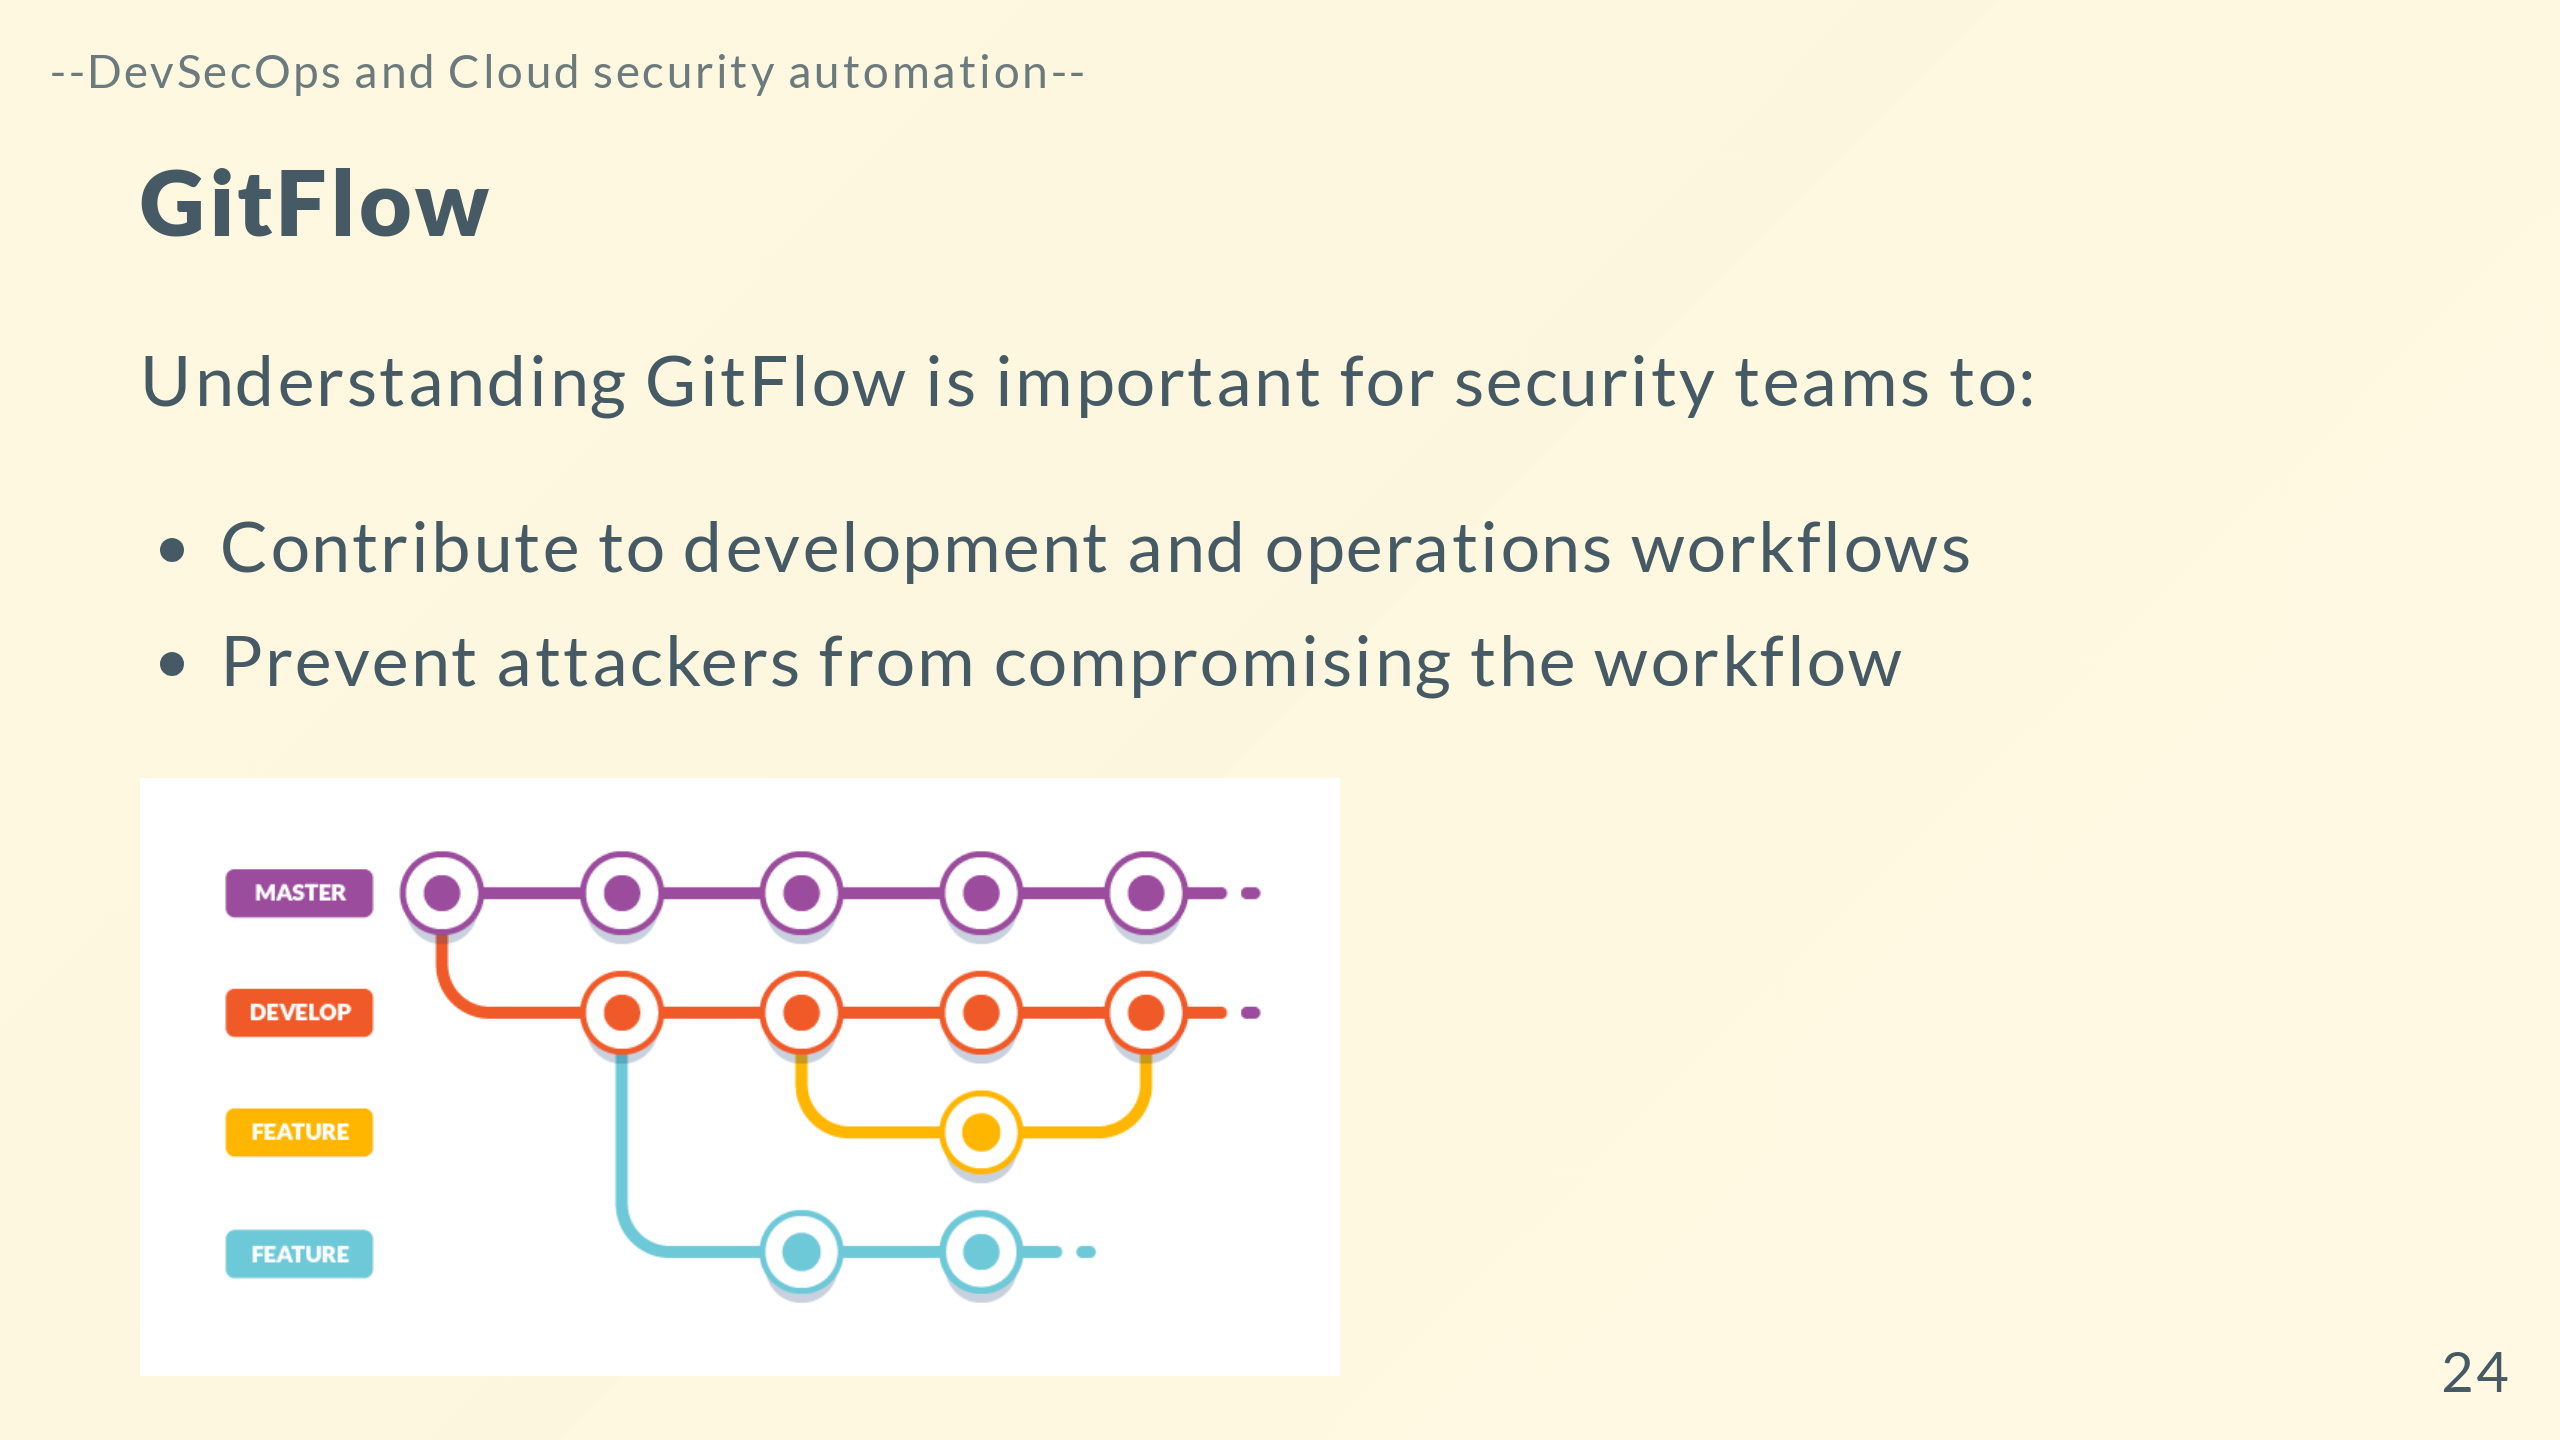 --DevSecOps and Cloud security automation--
GitFlow
Understanding GitFlow is important for security teams to:
• Contribute to development and operations workflows
• Prevent attackers from compromising the workflow
MASTER
DEVELOP
FEATURE
FEATURE
24